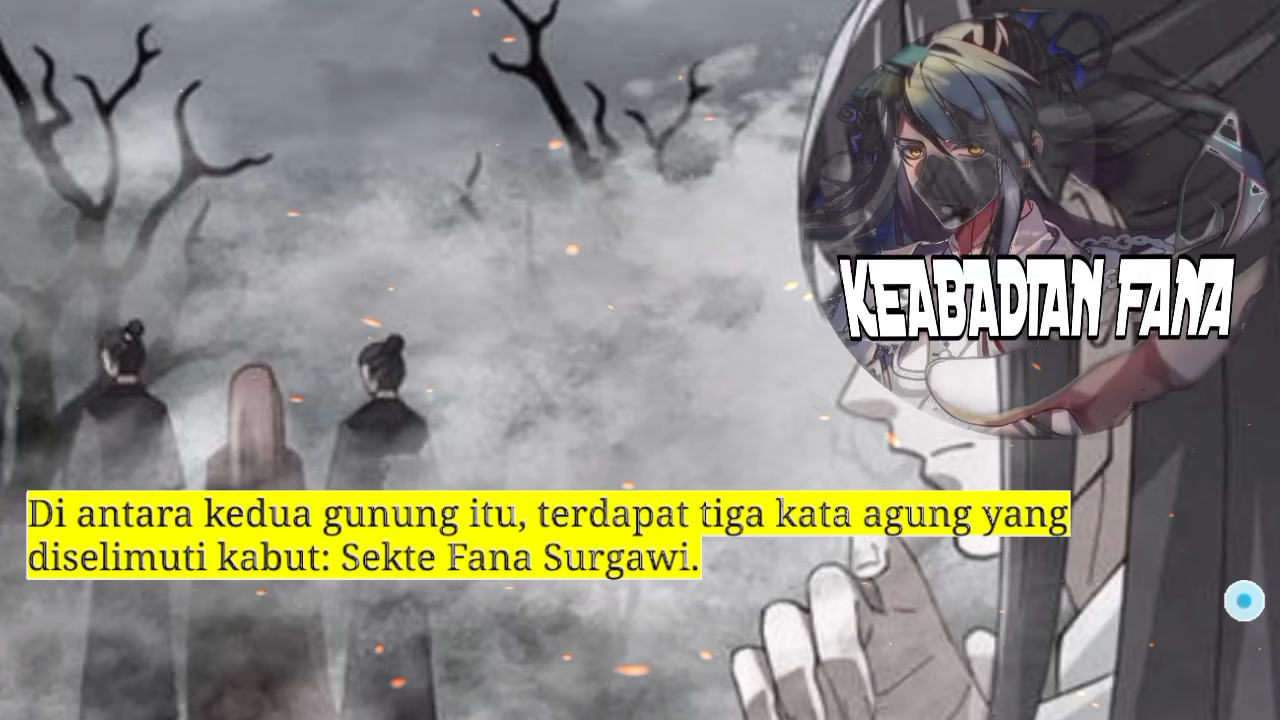 KEABADIAN FANA
Di antara kedua gunung itu, terdapat tiga kata agung yang
diselimuti kabut: Sekte Fana Surgawi.